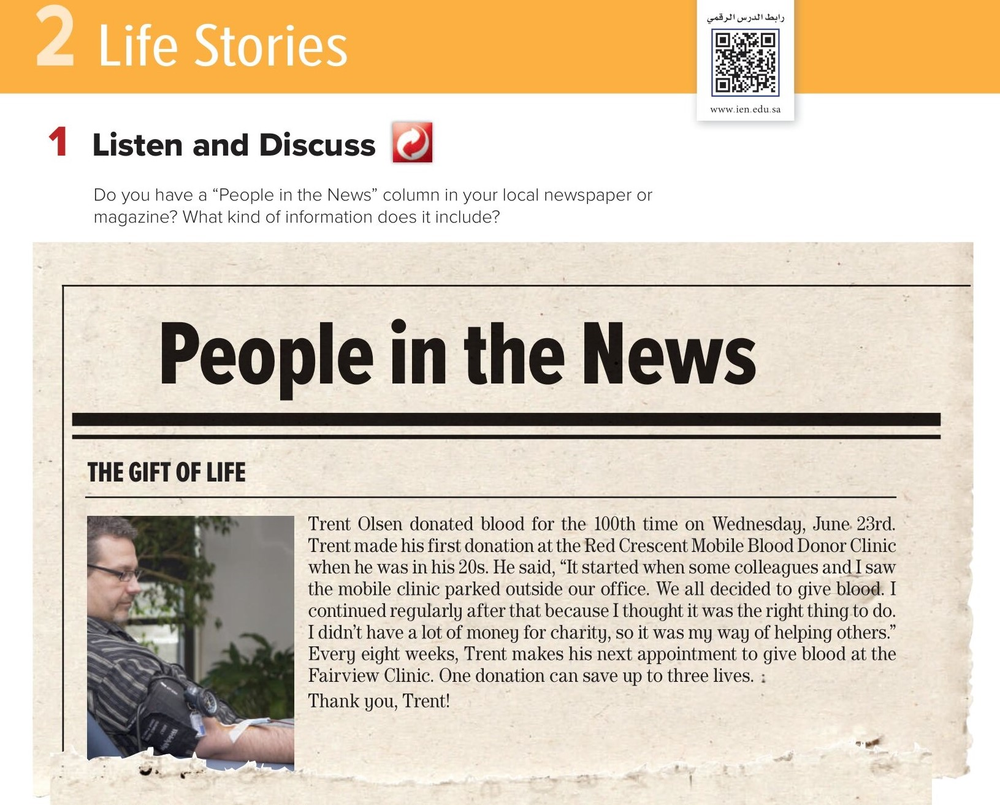 2 Life Stories
رابط الدرس الرقمي
www.ien.edu.sa
1 Listen and Discuss
Do you have a “People in the News” column in your local newspaper or
magazine? What kind of information does it include?
People in the News
THE GIFT OF LIFE
Trent Olsen donated blood for the 100th time on Wednesday, June 23rd.
Trent made his first donation at the Red Crescent Mobile Blood Donor Clinic
when he was in his 20s. He said, “It started when some colleagues and I saw
the mobile clinic parked outside our office. We all decided to give blood. I
continued regularly after that because I thought it was the right thing to do.
I didn’t have a lot of money for charity, so it was my way of helping others.”
Every eight weeks, Trent makes his next appointment to give blood at the
Fairview Clinic. One donation can save up to three lives.
Thank you, Trent!